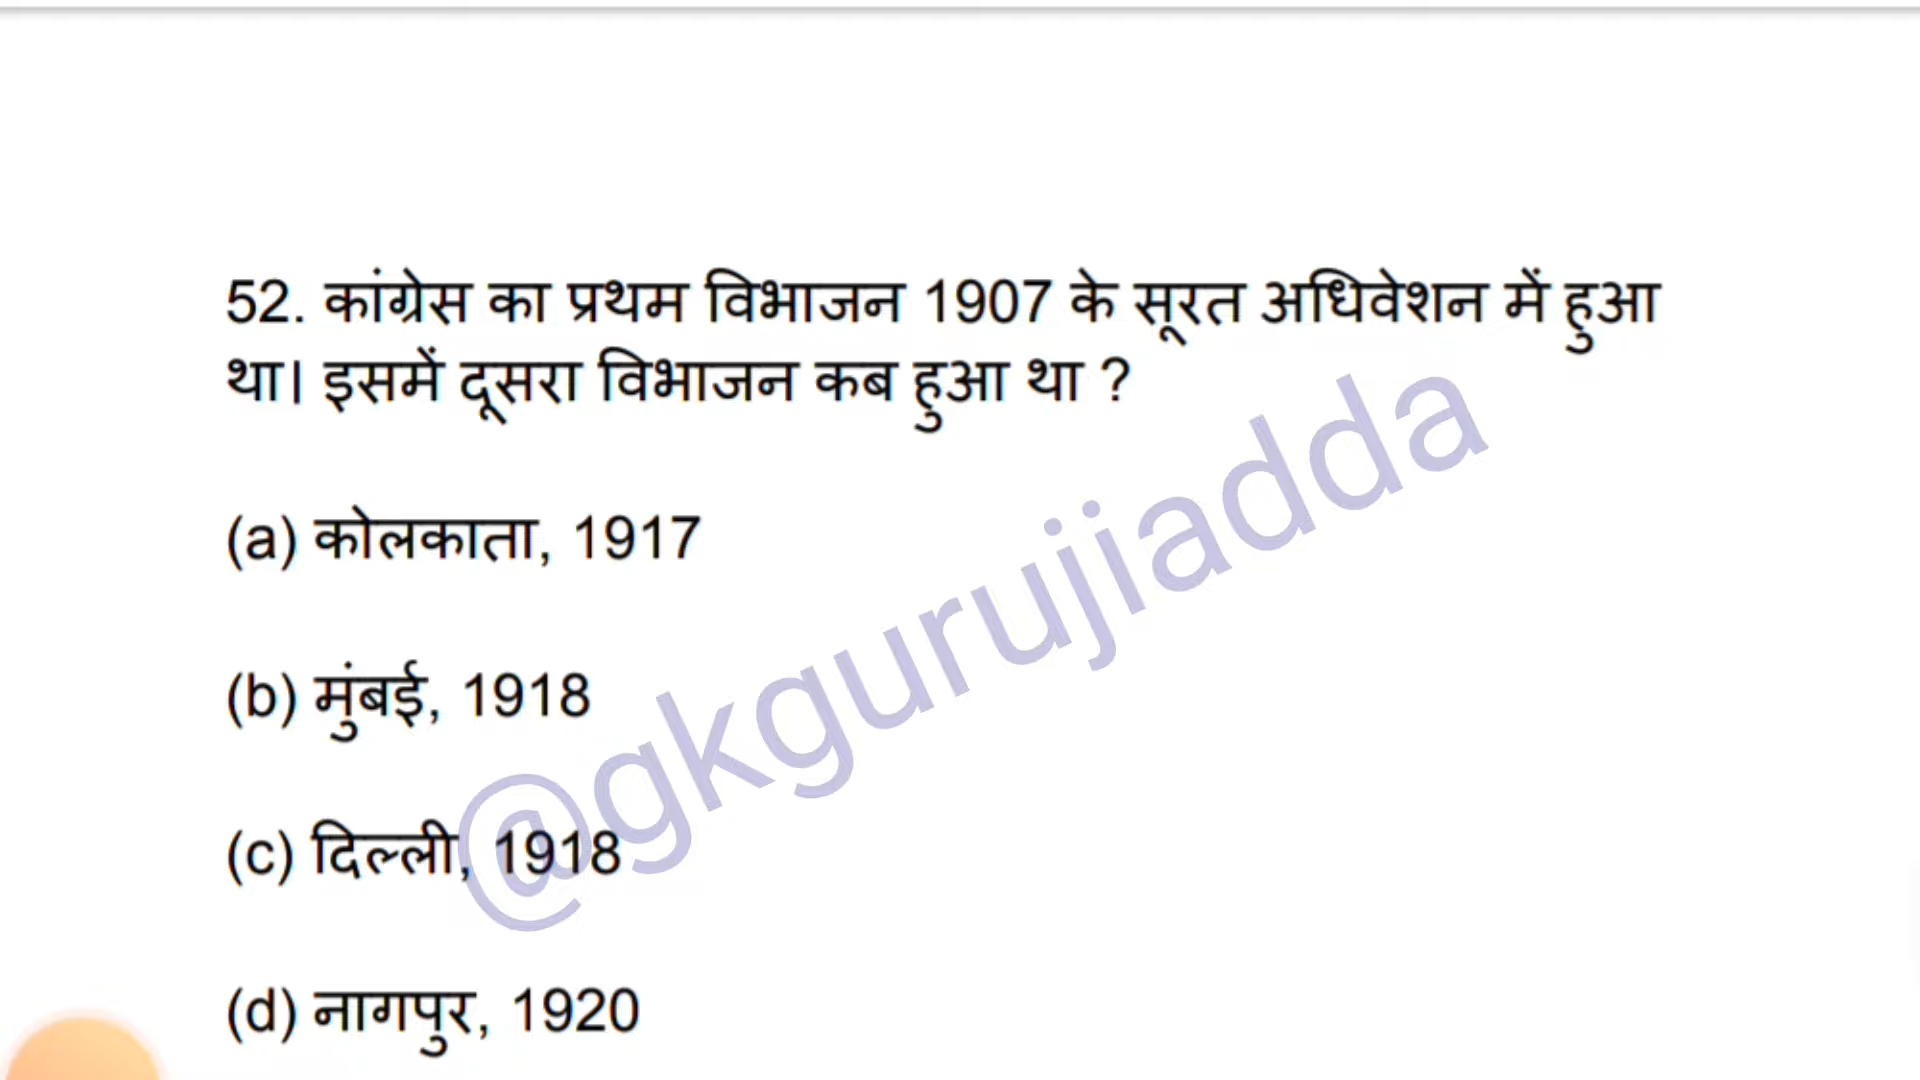 52. कांग्रेस का प्रथम विभाजन 1907 के सूरत अधिवेशन में हुआ
था। इसमें दूसरा विभाजन कब हुआ था ?
(a) कोलकाता, 1917
(b) मुंबई, 1918
(c) दिल्ली, 1918
(d) नागपुर, 1920
@gkgurujiadda